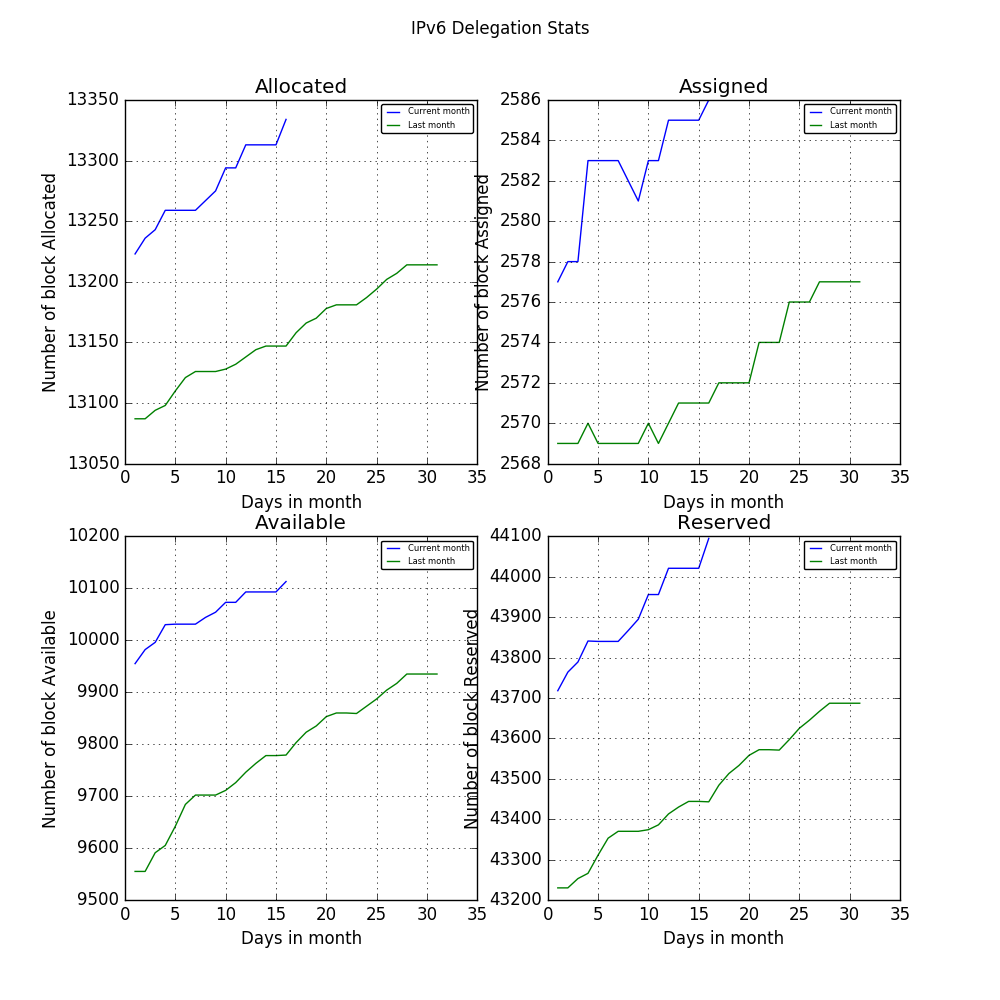 IPv6 Delegation Stats
Allocated
Number of block Allocated
13350
13300
13250
13200
13150
13100
13050
Current month
Last month
0 5 10 15 20 25 30 35
Days in month
Assigned
Number of block Assigned
2586
2584
2582
2580
2578
2576
2574
2572
2570
2568
Current month
Last month
0 5 10 15 20 25 30 35
Days in month
Available
Number of block Available
10200
10100
10000
9900
9800
9700
9600
9500
Current month
Last month
0 5 10 15 20 25 30 35
Days in month
Reserved
Number of block Reserved
44100
44000
43900
43800
43700
43600
43500
43400
43300
43200
Current month
Last month
0 5 10 15 20 25 30 35
Days in month